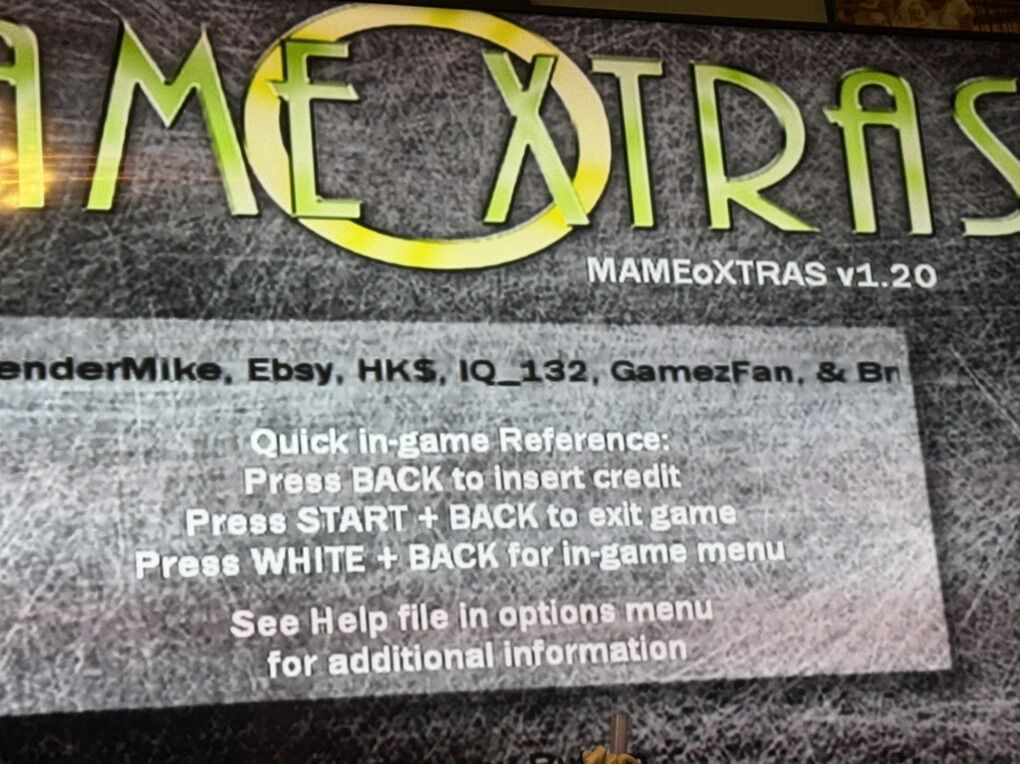 AME XTRAS
MAMEoXTRAS v1.20
enderMike, Ebsy, HK$, IQ_132, GamezFan, & Br
Quick in-game Reference:
Press BACK to insert credit
Press START + BACK to exit game
Press WHITE + BACK for in-game menu
See Help file in options menu
for additional information